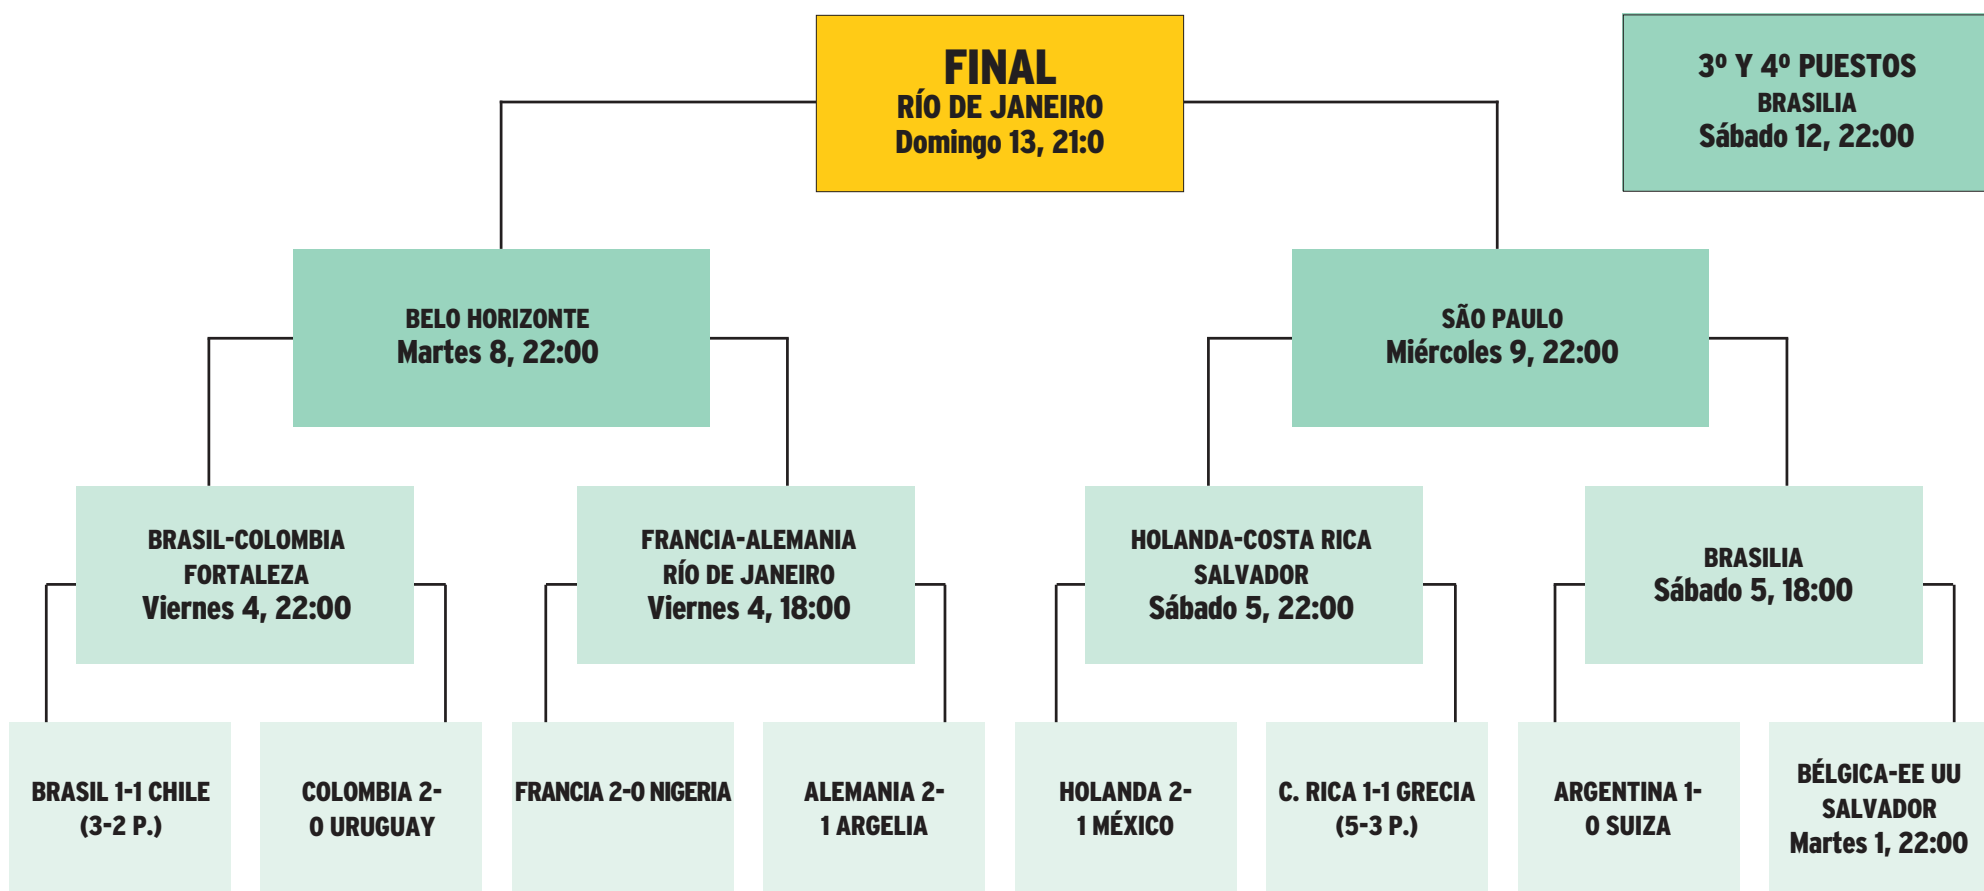 FINAL
RÍO DE JANEIRO
Domingo 13, 21:0
3º Y 4º PUESTOS
BRASILIA
Sábado 12, 22:00
BELO HORIZONTE
Martes 8, 22:00
SÃO PAULO
Miércoles 9, 22:00
BRASIL-COLOMBIA
FORTALEZA
Viernes 4, 22:00
FRANCIA-ALEMANIA
RÍO DE JANEIRO
Viernes 4, 18:00
HOLANDA-COSTA RICA
SALVADOR
Sábado 5, 22:00
BRASILIA
Sábado 5, 18:00
BRASIL 1-1 CHILE
(3-2 P.)
COLOMBIA 2-
0 URUGUAY
FRANCIA 2-0 NIGERIA
ALEMANIA 2-
1 ARGELIA
HOLANDA 2-
1 MÉXICO
C. RICA 1-1 GRECIA
(5-3 P.)
ARGENTINA 1-
0 SUIZA
BÉLGICA-EE UU
SALVADOR
Martes 1, 22:00